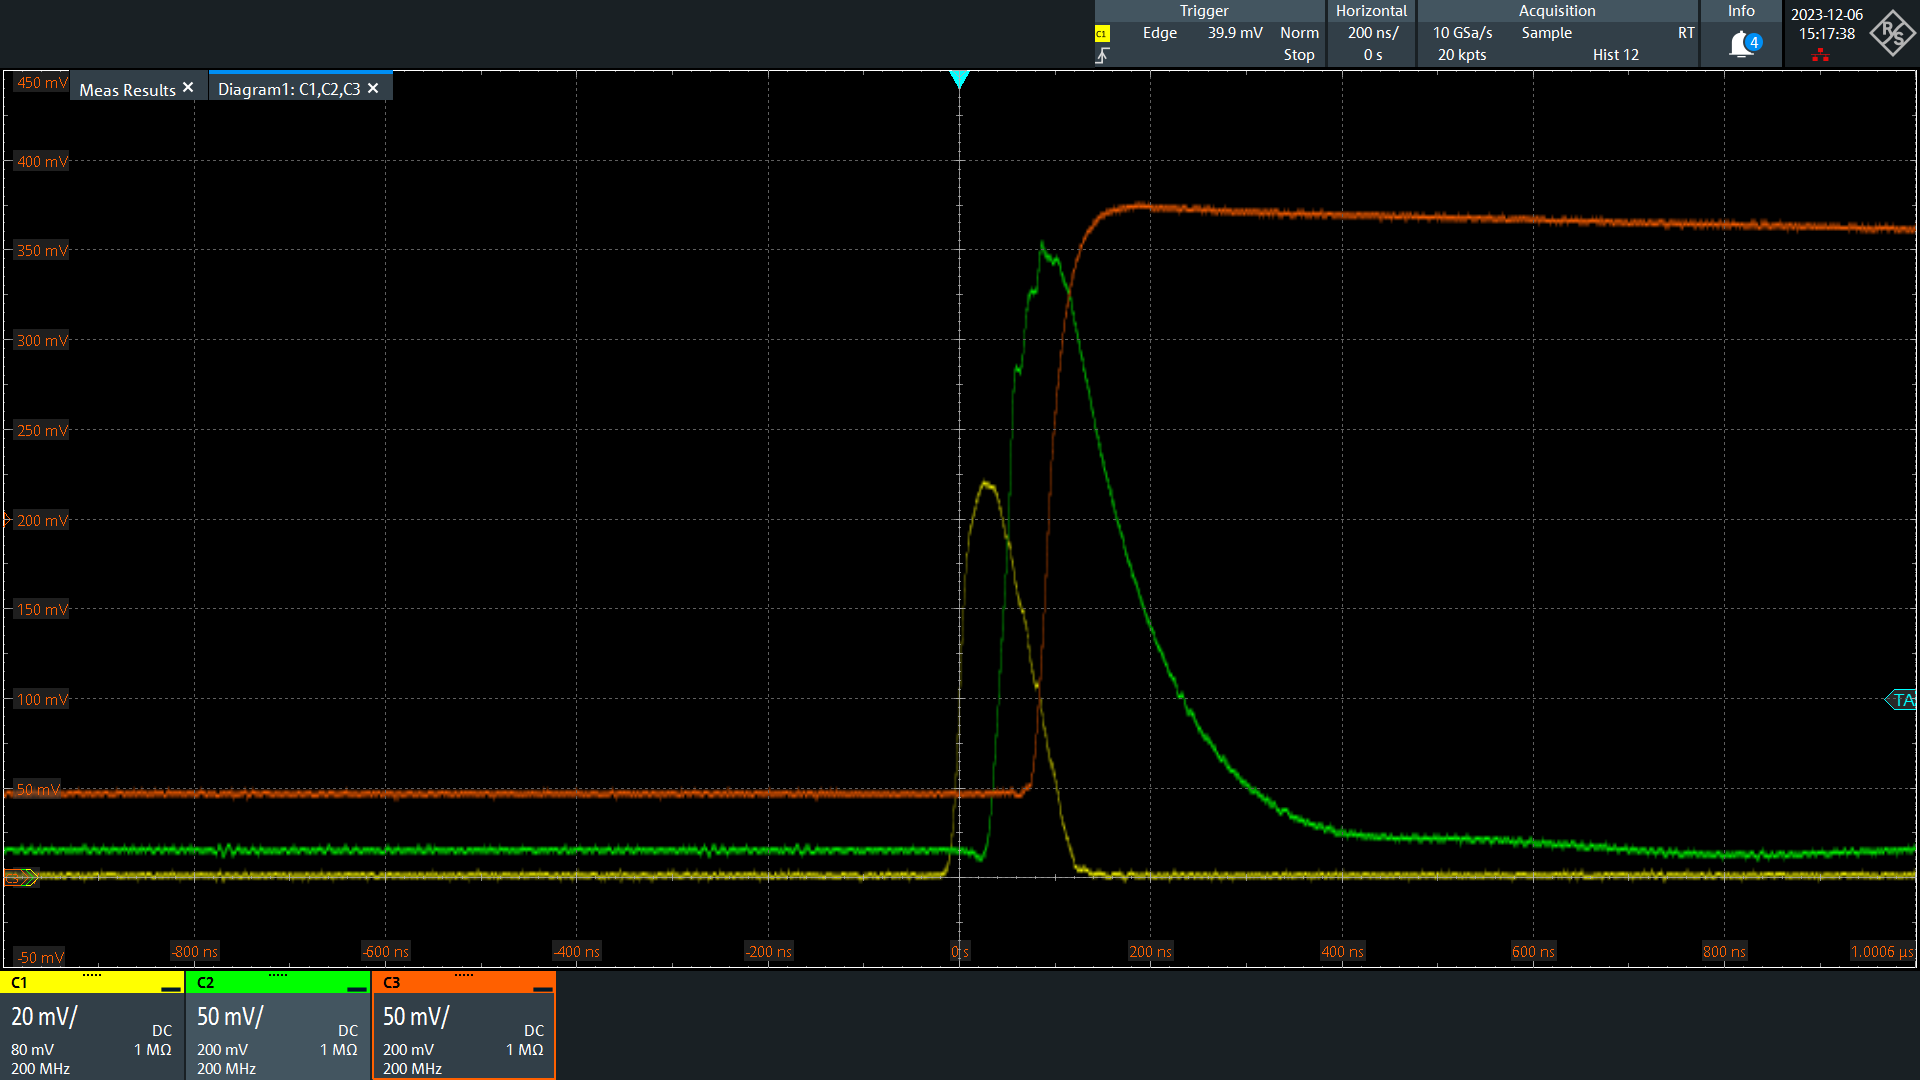 Trigger
C1 Edge 39.9 mV Norm
Stop
Horizontal
200 ns/
0 s
Acquisition
10 GSa/s Sample RT
20 kpts Hist 12
Info
4
2023-12-06
15:17:38
R&S
Meas Results ×
Diagram1: C1,C2,C3 ×
450 mV
400 mV
350 mV
300 mV
250 mV
200 mV
150 mV
100 mV
50 mV
-50 mV
TA
-800 ns
-600 ns
-400 ns
-200 ns
0 s
200 ns
400 ns
600 ns
800 ns
1.0006 µs
C1
20 mV/
DC
80 mV 1 MΩ
200 MHz
C2
50 mV/
DC
200 mV 1 MΩ
200 MHz
C3
50 mV/
DC
200 mV 1 MΩ
200 MHz